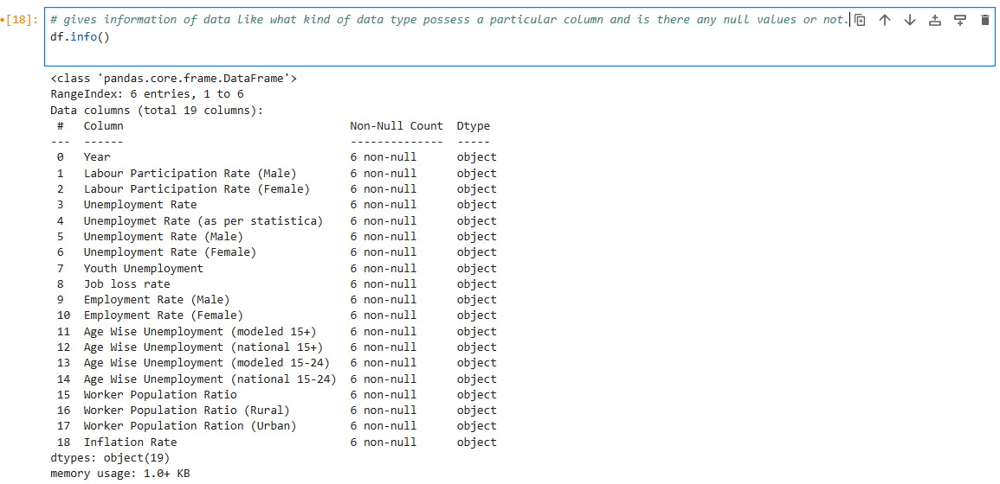 [18]: # gives information of data like what kind of data type possess a particular column and is there any null values or not.
df.info()
<class 'pandas.core.frame.DataFrame'>
RangeIndex: 6 entries, 1 to 6
Data columns (total 19 columns):
# Column Non-Null Count Dtype
--- ------ -------------- -----
0 Year 6 non-null object
1 Labour Participation Rate (Male) 6 non-null object
2 Labour Participation Rate (Female) 6 non-null object
3 Unemployment Rate 6 non-null object
4 Unemploymet Rate (as per statistica) 6 non-null object
5 Unemployment Rate (Male) 6 non-null object
6 Unemployment Rate (Female) 6 non-null object
7 Youth Unemployment 6 non-null object
8 Job loss rate 6 non-null object
9 Employment Rate (Male) 6 non-null object
10 Employment Rate (Female) 6 non-null object
11 Age Wise Unemployment (modeled 15+) 6 non-null object
12 Age Wise Unemployment (national 15+) 6 non-null object
13 Age Wise Unemployment (modeled 15-24) 6 non-null object
14 Age Wise Unemployment (national 15-24) 6 non-null object
15 Worker Population Ratio 6 non-null object
16 Worker Population Ratio (Rural) 6 non-null object
17 Worker Population Ration (Urban) 6 non-null object
18 Inflation Rate 6 non-null object
dtypes: object(19)
memory usage: 1.0+ KB